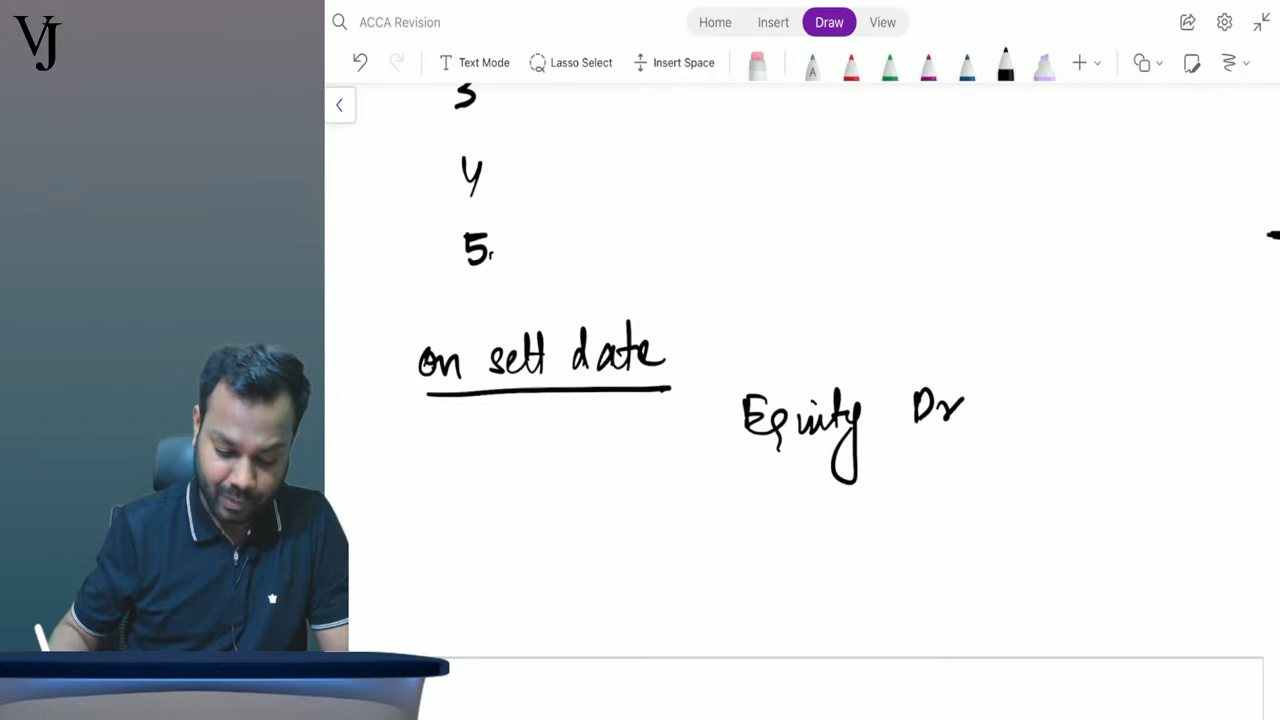 VJ
ACCA Revision
Home Insert Draw View
Text Mode Lasso Select Insert Space
3
4
5
on sett date
Equity Dr